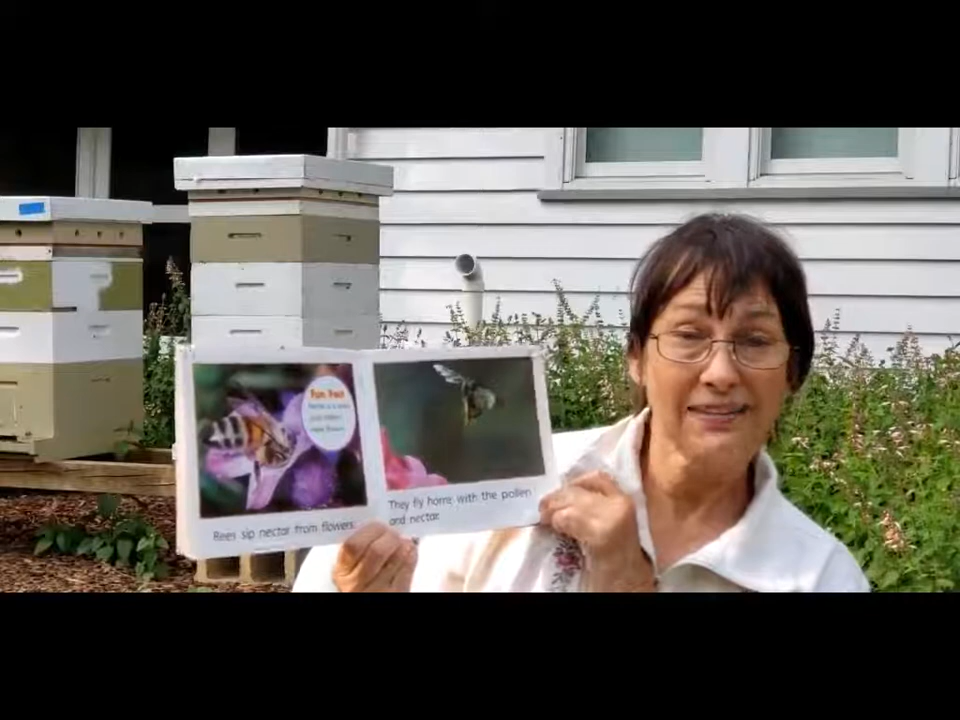 Fun Fact
Bees sip nectar from flowers.
They fly home with the pollen
and nectar.